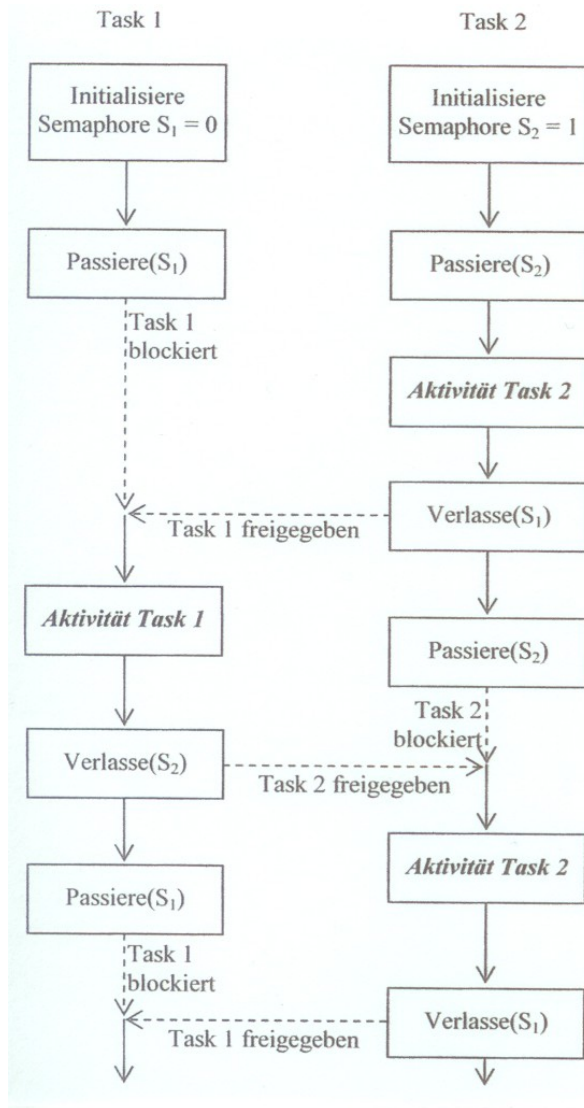 Task 1
Task 2
Initialisiere
Semaphore S₁ = 0
Initialisiere
Semaphore S₂ = 1
Passiere(S₁)
Passiere(S₂)
Task 1
blockiert
Aktivität Task 2
Verlasse(S₁)
Task 1 freigegeben
Aktivität Task 1
Passiere(S₂)
Task 2
blockiert
Verlasse(S₂)
Task 2 freigegeben
Aktivität Task 2
Passiere(S₁)
Task 1
blockiert
Verlasse(S₁)
Task 1 freigegeben